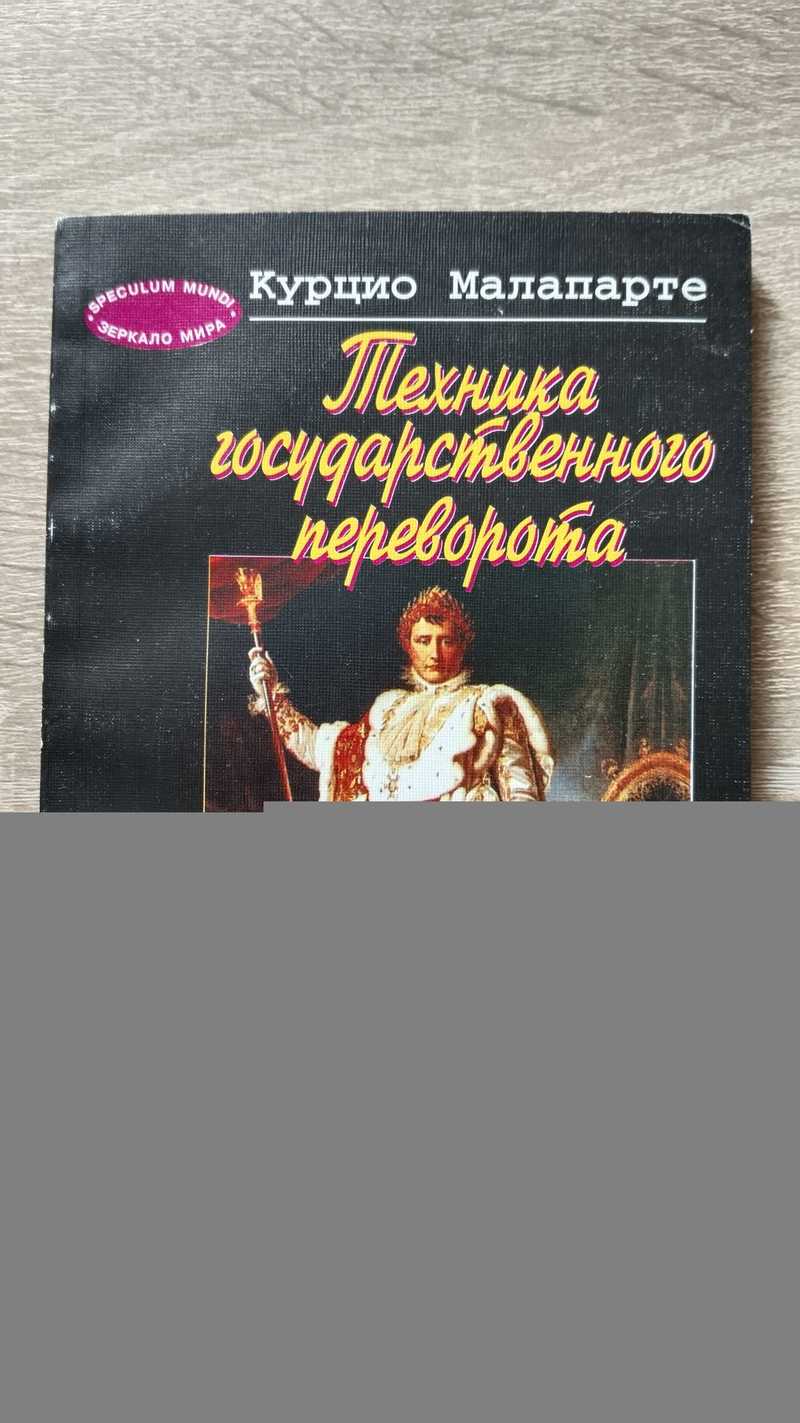 • SPECULUM MUNDI •
ЗЕРКАЛО МИРА
Курцио Малапарте
Техника
государственного
переворота